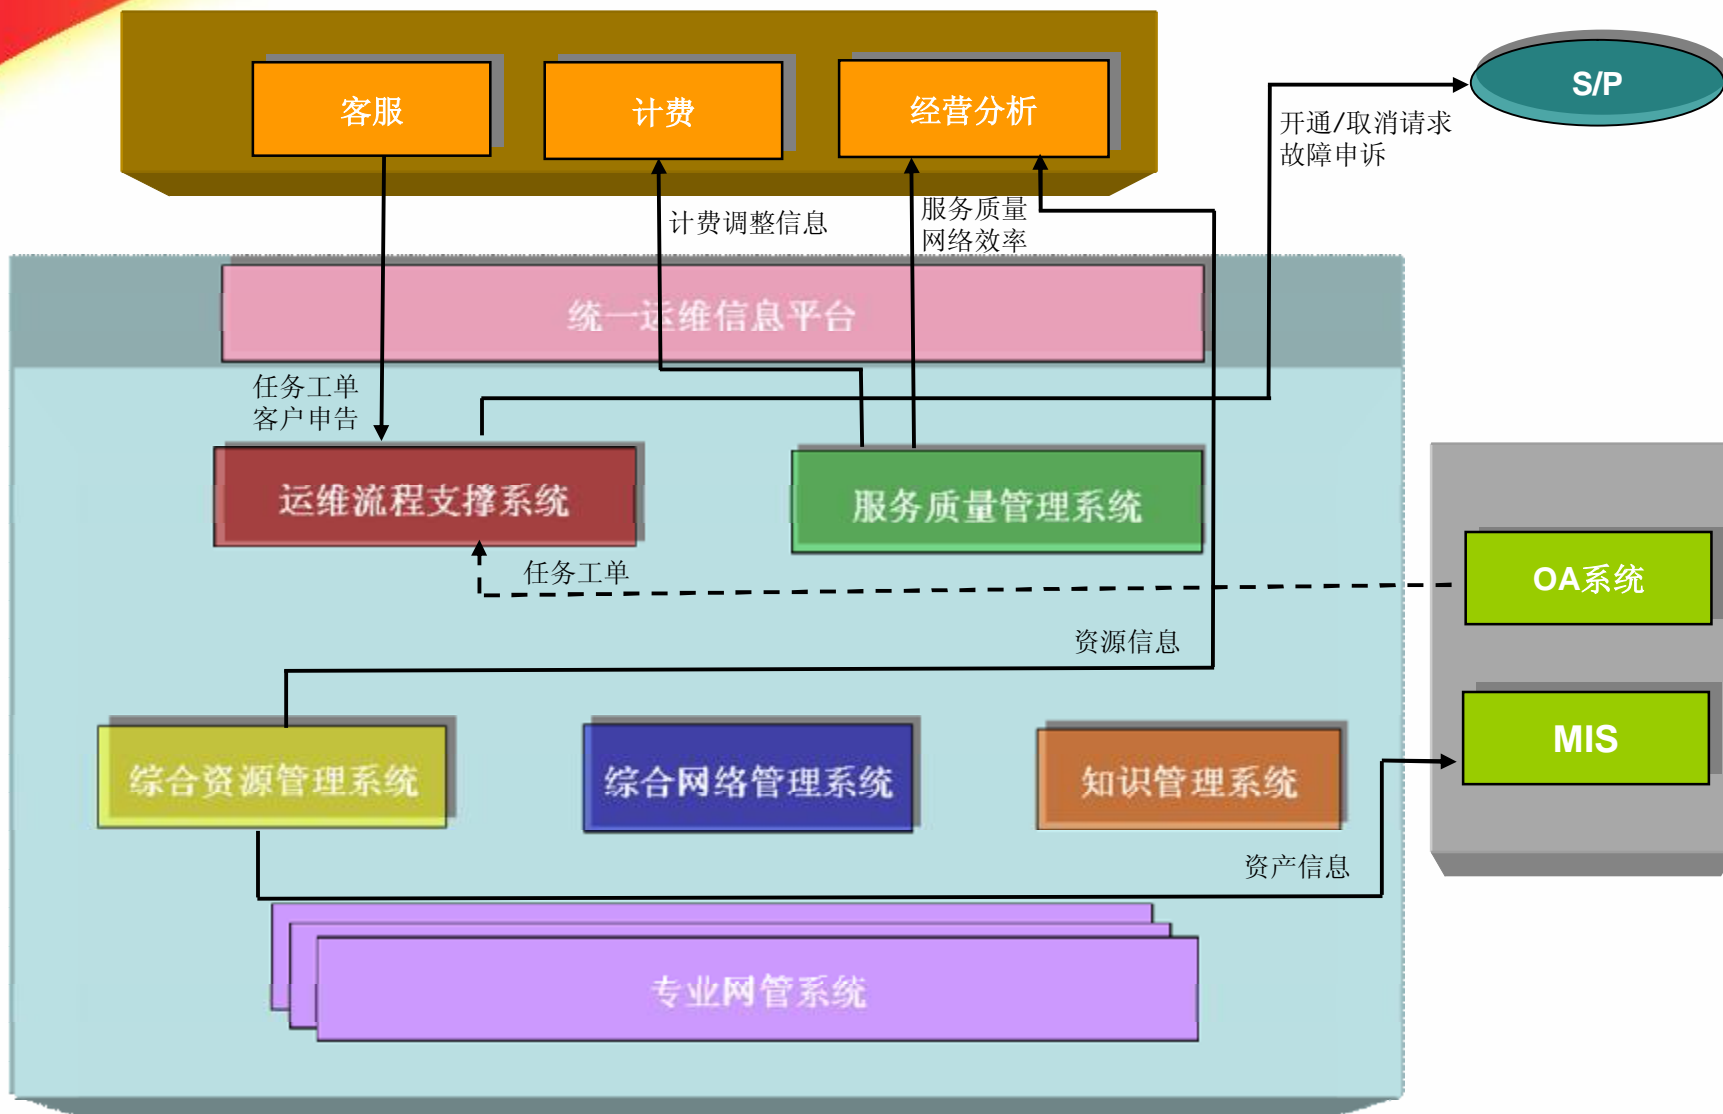 客服
计费
经营分析
S/P
开通/取消请求
故障申诉
计费调整信息
服务质量
网络效率
统一运维信息平台
任务工单
客户申告
运维流程支撑系统
服务质量管理系统
任务工单
OA系统
资源信息
MIS
综合资源管理系统
综合网络管理系统
知识管理系统
资产信息
专业网管系统